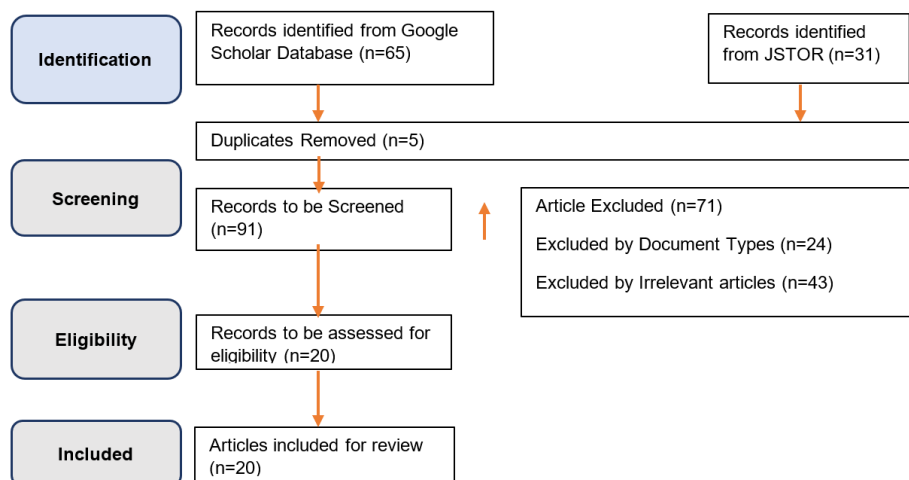 Identification
Records identified from Google
Scholar Database (n=65)
Records identified
from JSTOR (n=31)
Duplicates Removed (n=5)
Screening
Records to be Screened
(n=91)
Article Excluded (n=71)
Excluded by Document Types (n=24)
Excluded by Irrelevant articles (n=43)
Eligibility
Records to be assessed for
eligibility (n=20)
Included
Articles included for review
(n=20)